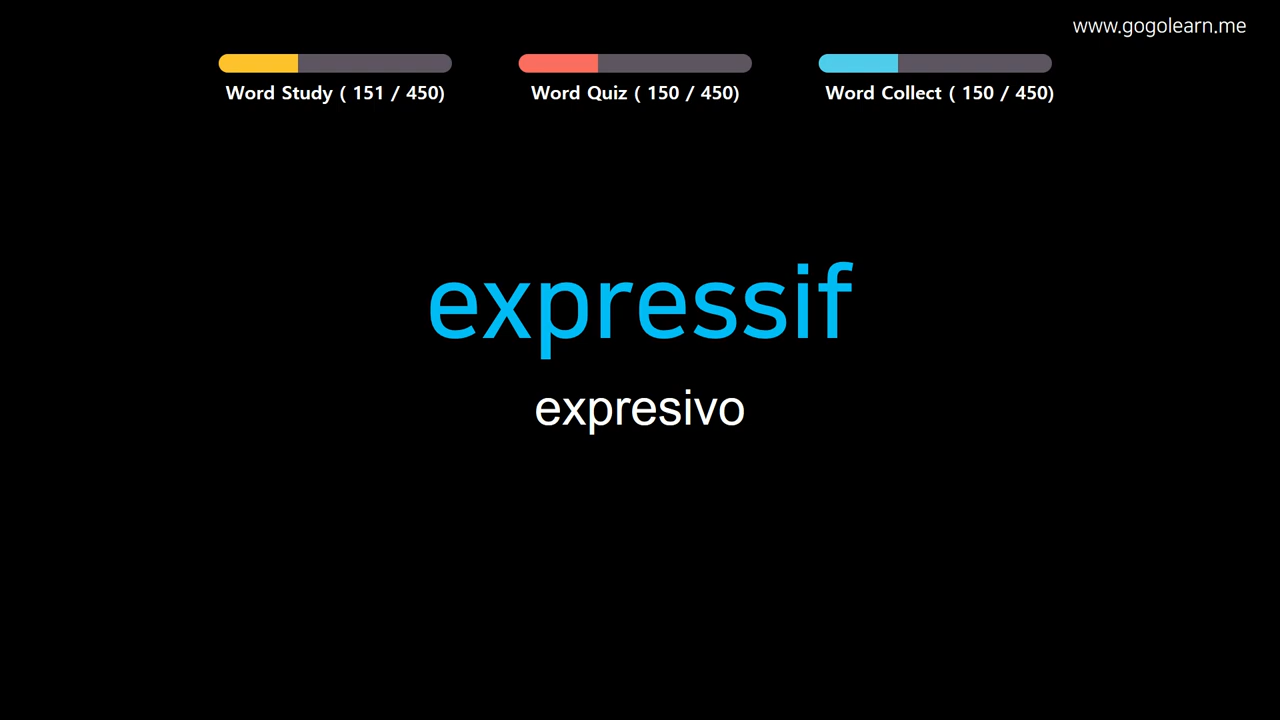 www.gogolearn.me
Word Study ( 151 / 450)
Word Quiz ( 150 / 450)
Word Collect ( 150 / 450)
expressif
expresivo